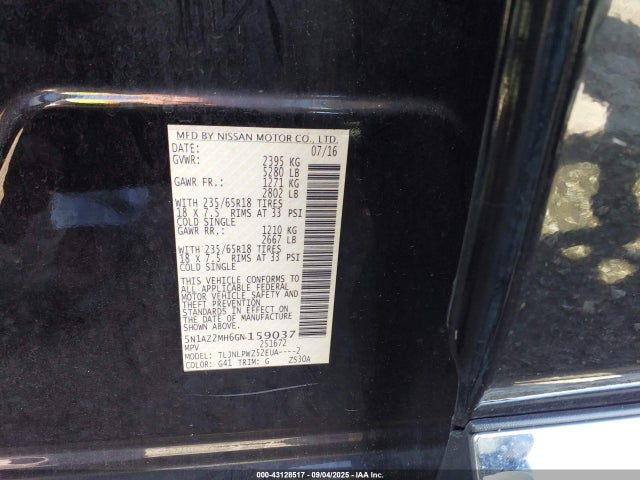 MFD BY NISSAN MOTOR CO., LTD.
DATE: 07/16
GVWR: 2395 KG
5280 LB
GAWR FR.: 1271 KG
2802 LB
WITH 235/65R18 TIRES
18 X 7.5 RIMS AT 33 PSI
COLD SINGLE
GAWR RR.: 1210 KG
2667 LB
WITH 235/65R18 TIRES
18 X 7.5 RIMS AT 33 PSI
COLD SINGLE
THIS VEHICLE CONFORMS TO
ALL APPLICABLE FEDERAL
MOTOR VEHICLE SAFETY AND
THEFT PREVENTION
STANDARDS IN EFFECT ON
THE DATE OF MANUFACTURE
SHOWN ABOVE.
5N1AZ2MH6GN159037
MPV 251672
MODEL: TLJNLPWZ52EUA----2
COLOR: G41 TRIM: G Z530A
000-43128517 - 09/04/2025 - IAA Inc.